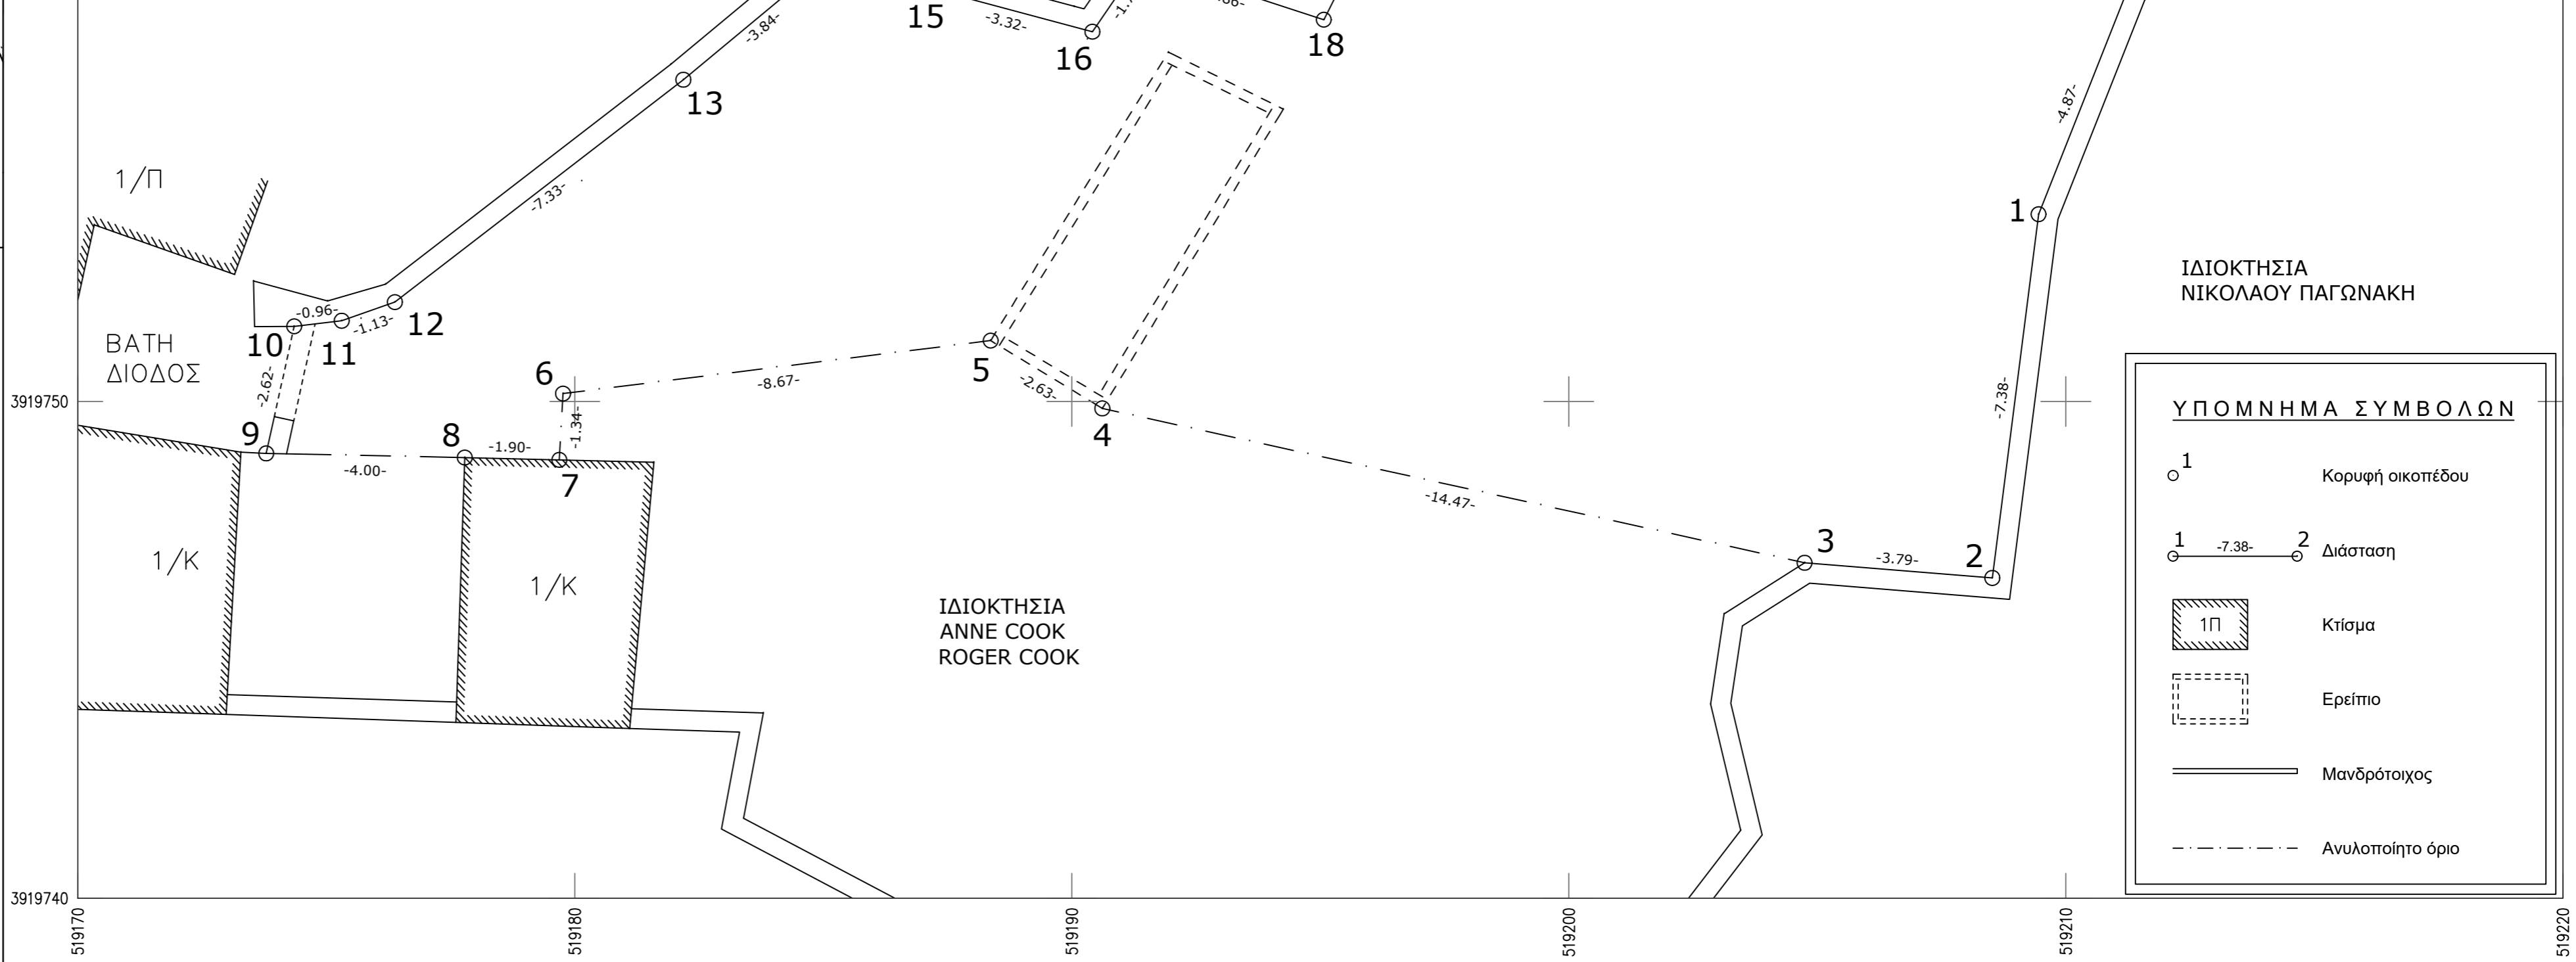 15
-3.32-
16
18
-3.84-
13
-4.87-
1/Π
-7.33-
1
ΙΔΙΟΚΤΗΣΙΑ
ΝΙΚΟΛΑΟΥ ΠΑΓΩΝΑΚΗ
-0.96-
-1.13-
12
10
11
ΒΑΤΗ
ΔΙΟΔΟΣ
-2.62-
6
-8.67-
5
-2.63-
4
-7.38-
3919750
9
-4.00-
8
-1.90-
-1.34-
7
-14.47-
3
-3.79-
2
1/Κ
1/Κ
ΙΔΙΟΚΤΗΣΙΑ
ANNE COOK
ROGER COOK
ΥΠΟΜΝΗΜΑ ΣΥΜΒΟΛΩΝ
1
Κορυφή οικοπέδου
1 -7.38- 2 Διάσταση
1Π Κτίσμα
Ερείπιο
Μανδρότοιχος
Ανυλοποίητο όριο
3919740
519170
519180
519190
519200
519210
519220